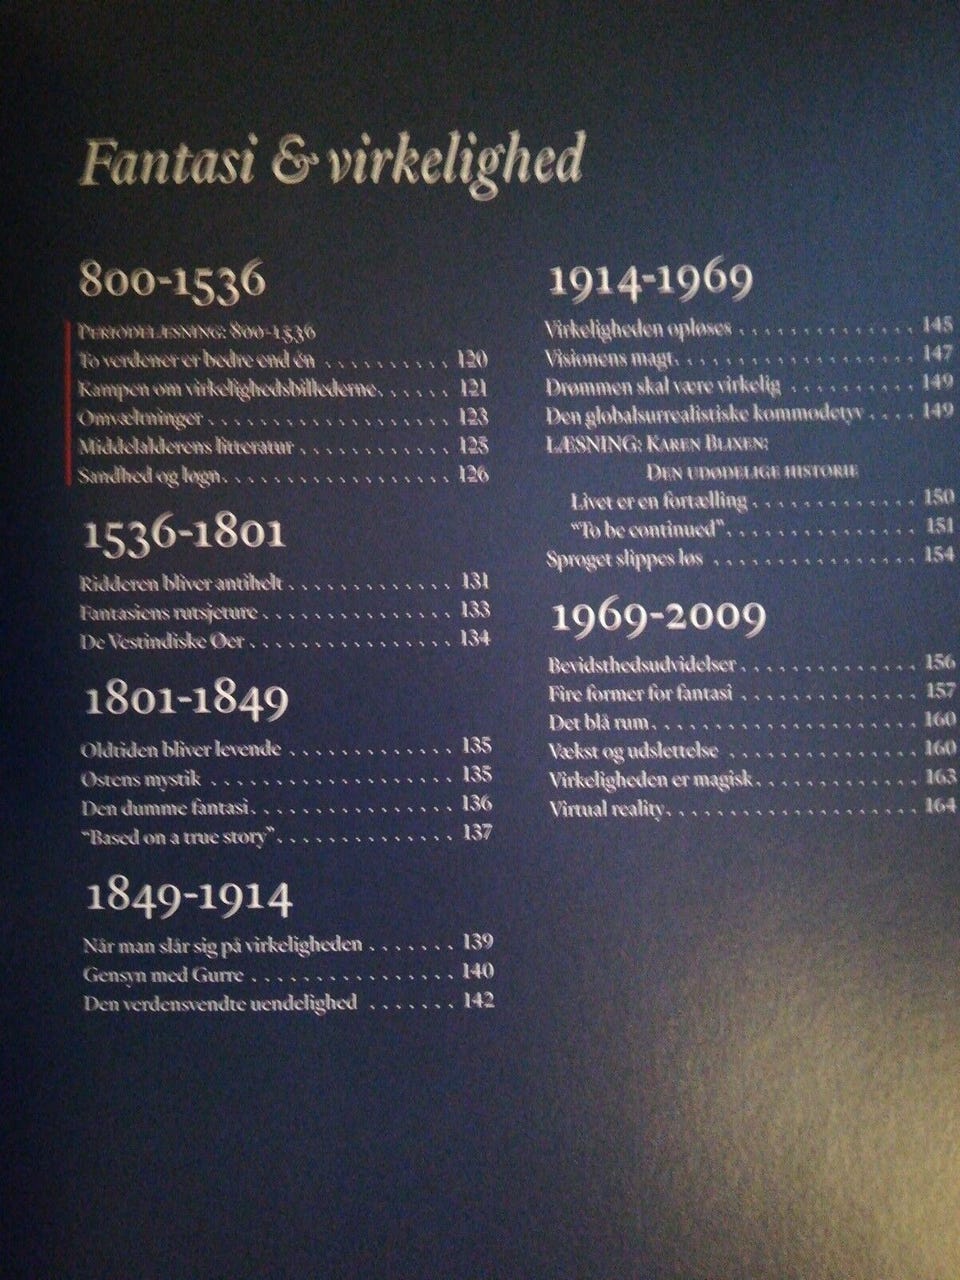 Fantasi & virkelighed
800-1536
PERIODELÆSNING: 800-1536
To verdener er bedre end én .......... 120
Kampen om virkelighedsbillederne...... 121
Omvæltninger .................. 123
Middelalderens litteratur ........... 125
Sandhed og løgn................. 126
1536-1801
Ridderen bliver antihelt ............. 131
Fantasiens rutsjeture ............... 133
De Vestindiske Øer ................ 134
1801-1849
Oldtiden bliver levende ............. 135
Østens mystik ................... 135
Den dumme fantasi................ 136
“Based on a true story”.............. 137
1849-1914
Når man slår sig på virkeligheden ....... 139
Gensyn med Gurre ................ 140
Den verdensvendte uendelighed ....... 142
1914-1969
Virkeligheden opløses .............. 145
Visionens magt................... 147
Drømmen skal være virkelig .......... 149
Den globalsurrealistiske kommodetyv .... 149
LÆSNING: KAREN BLIXEN:
DEN UDØDELIGE HISTORIE
Livet er en fortælling ............. 150
“To be continued”............... 151
Sproget slippes løs ................ 154
1969-2009
Bevidsthedsudvidelser .............. 156
Fire former for fantasi .............. 157
Det blå rum..................... 160
Vækst og udslettelse ............... 160
Virkeligheden er magisk............. 163
Virtual reality.................... 164